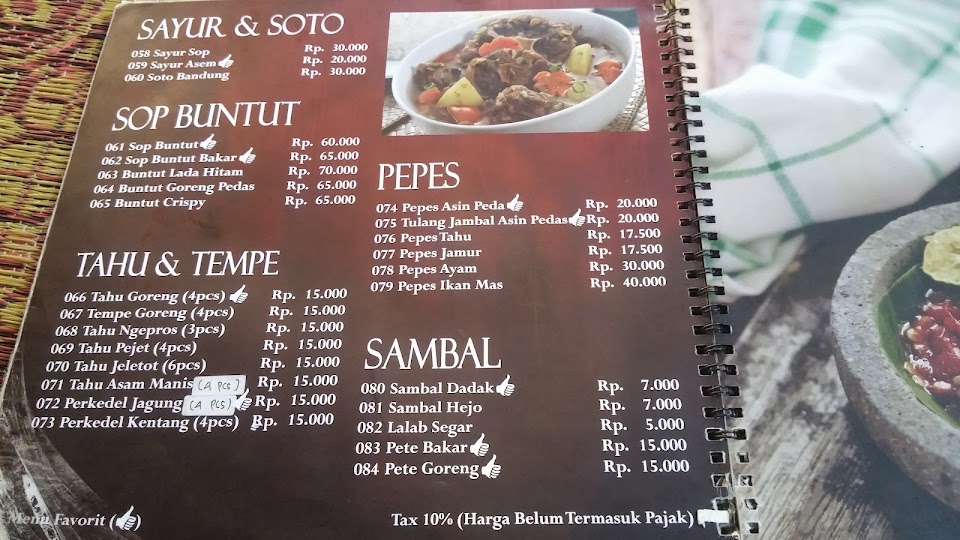 SAYUR & SOTO
058 Sayur Sop Rp. 30.000
059 Sayur Asem Rp. 20.000
060 Soto Bandung Rp. 30.000
SOP BUNTUT
061 Sop Buntut Rp. 60.000
062 Sop Buntut Bakar Rp. 65.000
063 Buntut Lada Hitam Rp. 70.000
064 Buntut Goreng Pedas Rp. 65.000
065 Buntut Crispy Rp. 65.000
TAHU & TEMPE
066 Tahu Goreng (4pcs) Rp. 15.000
067 Tempe Goreng (4pcs) Rp. 15.000
068 Tahu Ngepros (3pcs) Rp. 15.000
069 Tahu Pejet (4pcs) Rp. 15.000
070 Tahu Jeletot (6pcs) Rp. 15.000
071 Tahu Asam Manis (4 PCS) Rp. 15.000
072 Perkedel Jagung (4 PCS) Rp. 15.000
073 Perkedel Kentang (4pcs) Rp. 15.000
Menu Favorit ( )
PEPES
074 Pepes Asin Peda Rp. 20.000
075 Tulang Jambal Asin Pedas Rp. 20.000
076 Pepes Tahu Rp. 17.500
077 Pepes Jamur Rp. 17.500
078 Pepes Ayam Rp. 30.000
079 Pepes Ikan Mas Rp. 40.000
SAMBAL
080 Sambal Dadak Rp. 7.000
081 Sambal Hejo Rp. 7.000
082 Lalab Segar Rp. 5.000
083 Pete Bakar Rp. 15.000
084 Pete Goreng Rp. 15.000
Tax 10% (Harga Belum Termasuk Pajak)